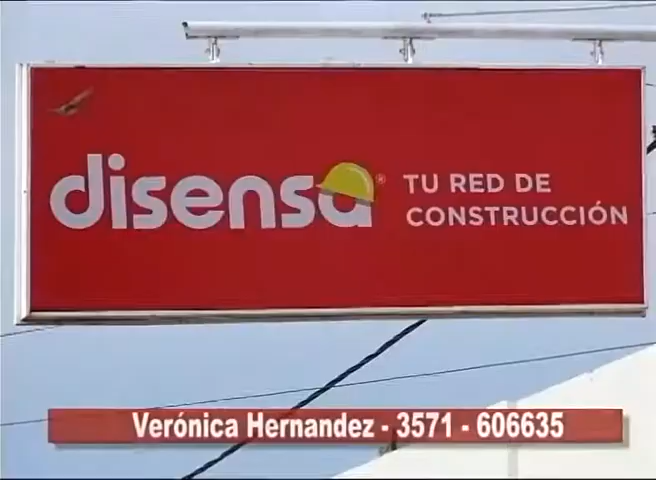 disensa®
TU RED DE
CONSTRUCCIÓN
Verónica Hernandez - 3571 - 606635